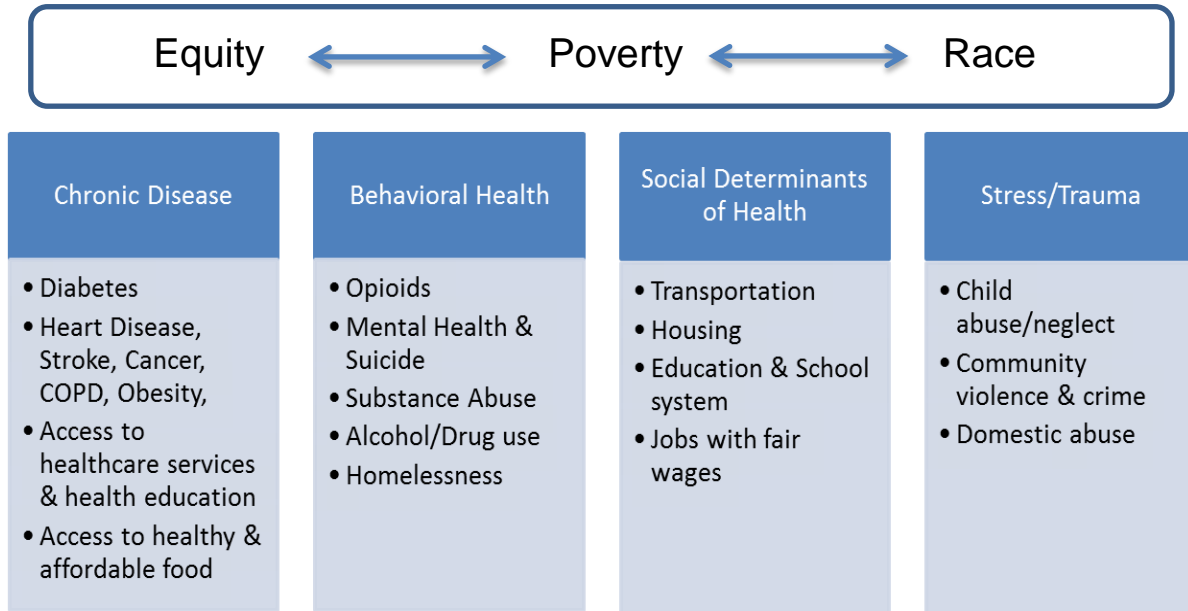 Equity Poverty Race
Chronic Disease
• Diabetes
• Heart Disease,
Stroke, Cancer,
COPD, Obesity,
• Access to
healthcare services
& health education
• Access to healthy &
affordable food
Behavioral Health
• Opioids
• Mental Health &
Suicide
• Substance Abuse
• Alcohol/Drug use
• Homelessness
Social Determinants
of Health
• Transportation
• Housing
• Education & School
system
• Jobs with fair
wages
Stress/Trauma
• Child
abuse/neglect
• Community
violence & crime
• Domestic abuse